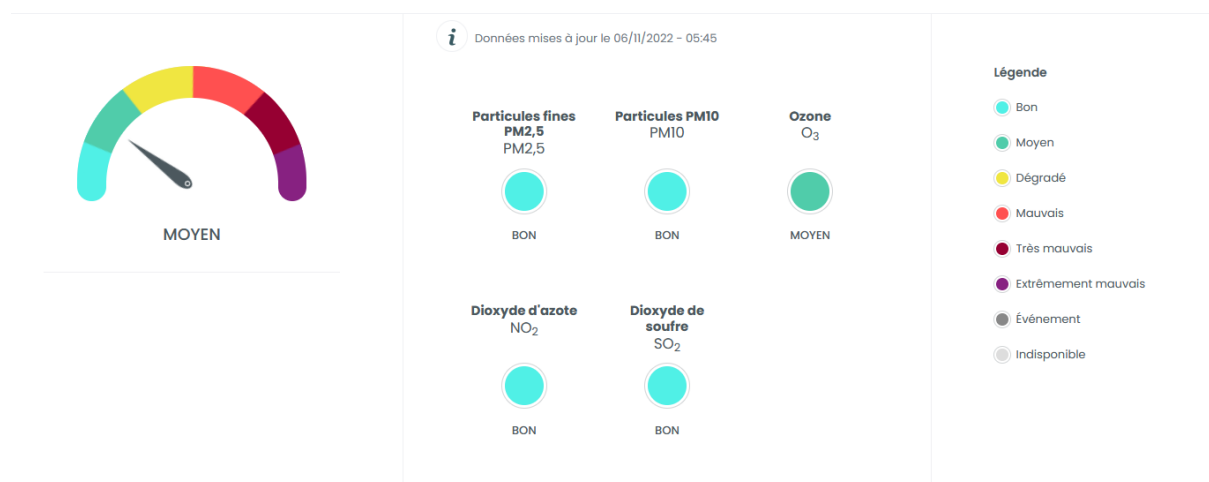 MOYEN
i Données mises à jour le 06/11/2022 - 05:45
Particules fines
PM2,5
PM2,5
BON
Particules PM10
PM10
BON
Ozone
O₃
MOYEN
Dioxyde d'azote
NO₂
BON
Dioxyde de
soufre
SO₂
BON
Légende
Bon
Moyen
Dégradé
Mauvais
Très mauvais
Extrêmement mauvais
Événement
Indisponible